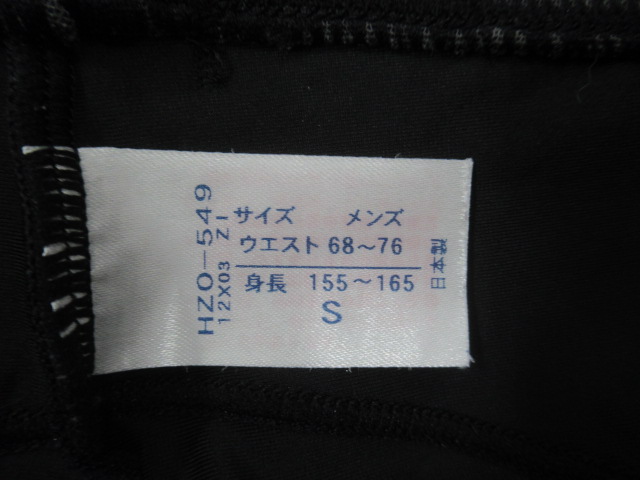 HZO-549
12X03 ZI
サイズ メンズ
ウエスト 68～76
身長 155～165
S
日本製